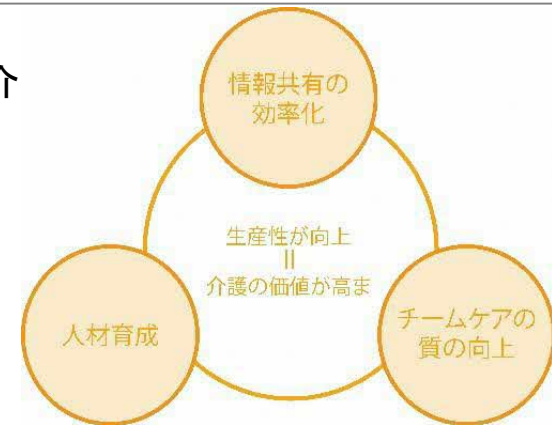 介
情報共有の
効率化
生産性が向上
||
介護の価値が高ま
人材育成
チームケアの
質の向上